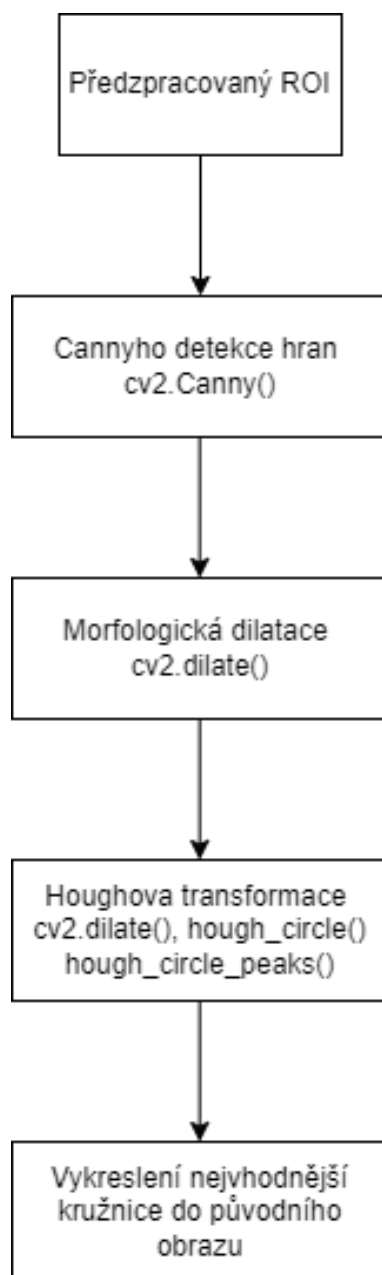 Předzpracovaný ROI
Cannyho detekce hran
cv2.Canny()
Morfologická dilatace
cv2.dilate()
Houghova transformace
cv2.dilate(), hough_circle()
hough_circle_peaks()
Vykreslení nejvhodnější
kružnice do původního
obrazu